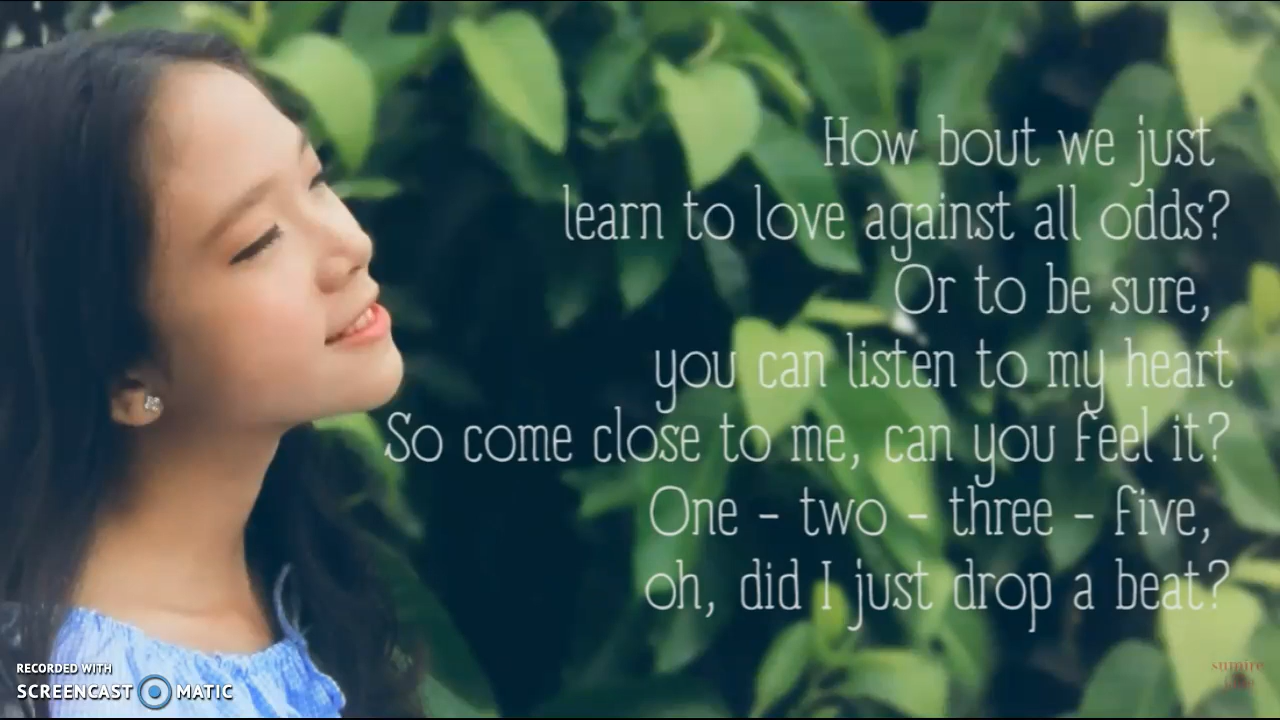 How bout we just
learn to love against all odds?
Or to be sure,
you can listen to my heart
So come close to me, can you feel it?
One - two - three - five,
oh, did I just drop a beat?
RECORDED WITH
SCREENCAST MATIC
sumire